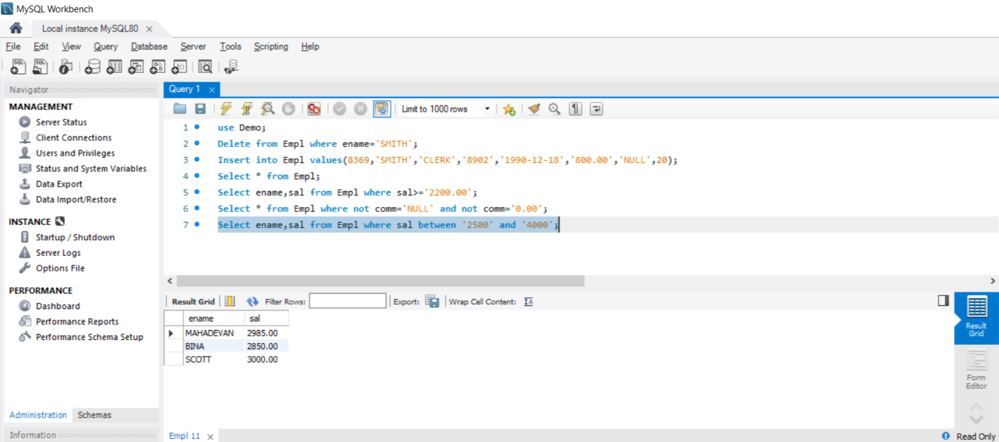 MySQL Workbench
Local instance MySQL80
File Edit View Query Database Server Tools Scripting Help
Navigator
MANAGEMENT
Server Status
Client Connections
Users and Privileges
Status and System Variables
Data Export
Data Import/Restore
INSTANCE
Startup / Shutdown
Server Logs
Options File
PERFORMANCE
Dashboard
Performance Reports
Performance Schema Setup
Administration Schemas
Information
Query 1
Limit to 1000 rows
1 use Demo;
2 Delete from Empl where ename='SMITH';
3 Insert into Empl values(8369,'SMITH','CLERK','8902','1990-12-18','800.00','NULL',20);
4 Select * from Empl;
5 Select ename,sal from Empl where sal>='2200.00';
6 Select * from Empl where not comm='NULL' and not comm='0.00';
7 Select ename,sal from Empl where sal between '2500' and '4000';
Result Grid Filter Rows: Export: Wrap Cell Content:
ename sal
MAHADEVAN 2985.00
BINA 2850.00
SCOTT 3000.00
Result
Grid
Form
Editor
Empl 11
Read Only